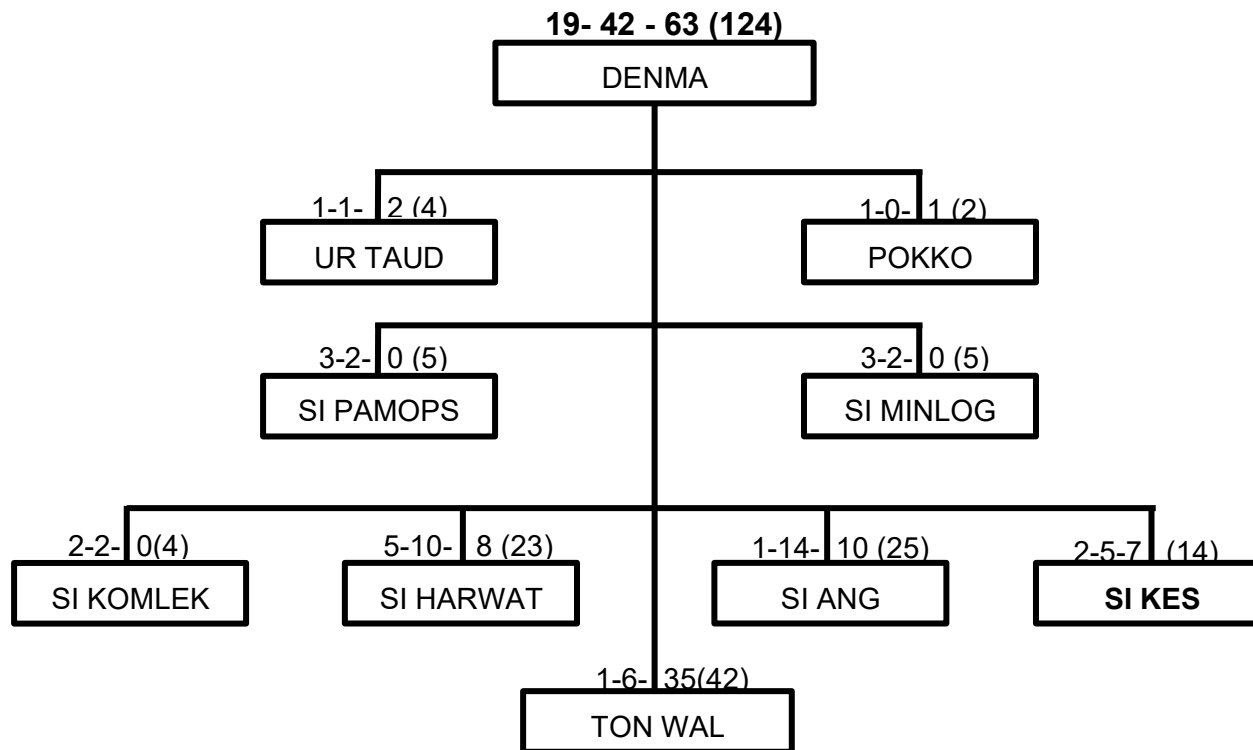 19- 42 - 63 (124)
DENMA
1-1- 2 (4)
1-0- 1 (2)
UR TAUD
POKKO
3-2- 0 (5)
3-2- 0 (5)
SI PAMOPS
SI MINLOG
2-2- 0(4)
5-10- 8 (23)
1-14- 10 (25)
2-5-7 (14)
SI KOMLEK
SI HARWAT
SI ANG
SI KES
1-6- 35(42)
TON WAL